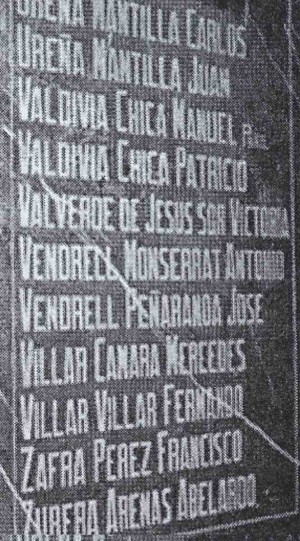 UREÑA MANTILLA CARLOS
UREÑA MANTILLA JUAN
VALDIVIA CHICA MANUEL, Pbro
VALDIVIA CHICA PATRICIO
VALVERDE DE JESUS SOR VICTORIA
VENDRELL MONSERRAT ANTONIO
VENDRELL PEÑARANDA JOSE
VILLAR CAMARA MERCEDES
VILLAR VILLAR FERNANDO
ZAFRA PEREZ FRANCISCO
ZURERA ARENAS ABELARDO